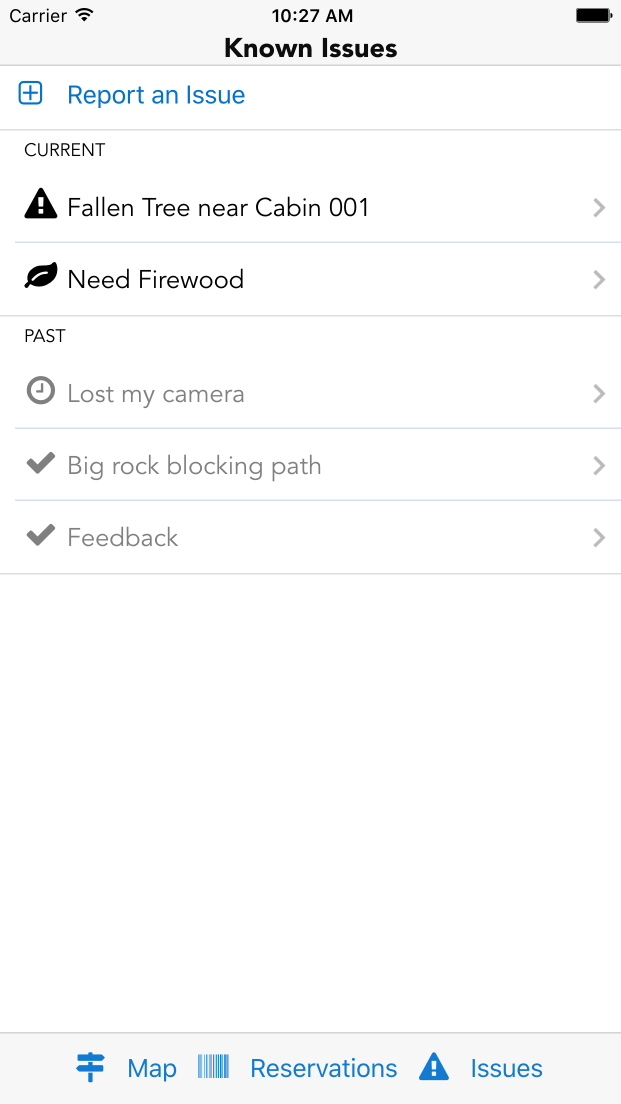 Carrier 10:27 AM
Known Issues
Report an Issue
CURRENT
Fallen Tree near Cabin 001
Need Firewood
PAST
Lost my camera
Big rock blocking path
Feedback
Map Reservations Issues